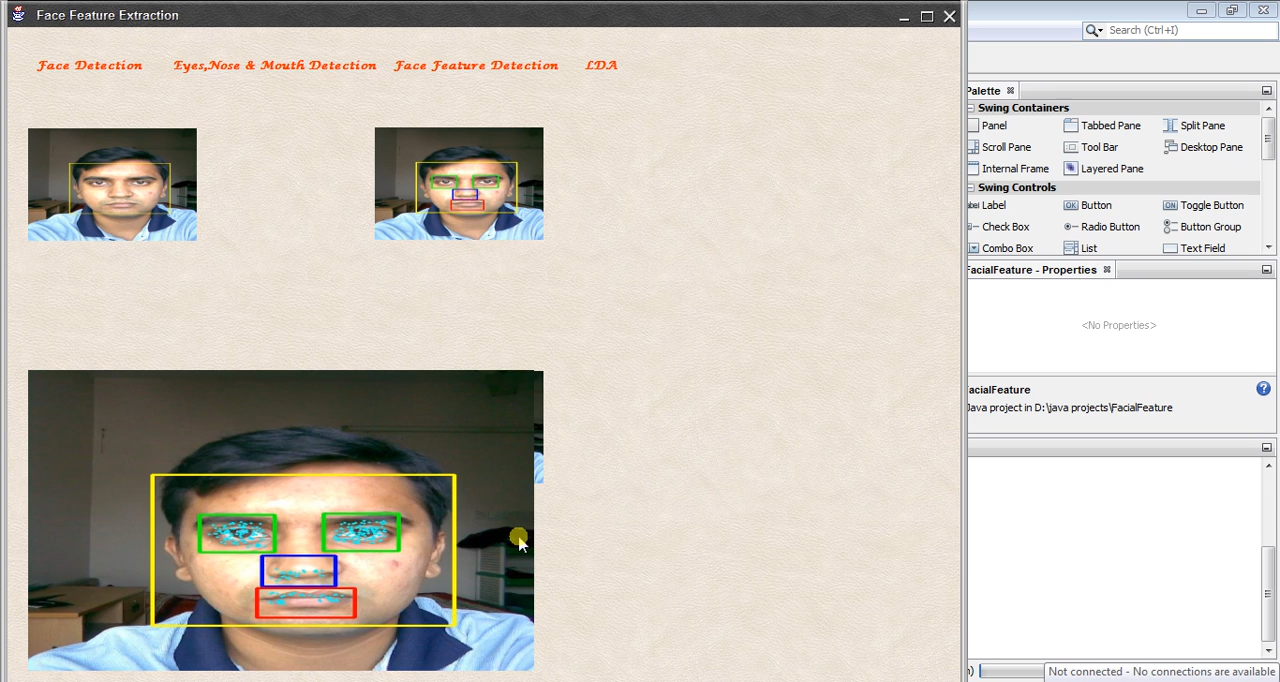 Face Feature Extraction
Search (Ctrl+I)
Face Detection Eyes,Nose & Mouth Detection Face Feature Detection LDA
Palette
Swing Containers
Panel Tabbed Pane Split Pane
Scroll Pane Tool Bar Desktop Pane
Internal Frame Layered Pane
Swing Controls
Label OK Button ON Toggle Button
Check Box Radio Button Button Group
Combo Box List Text Field
FacialFeature - Properties
<No Properties>
acialFeature
Java project in D:\java projects\FacialFeature
Not connected - No connections are available